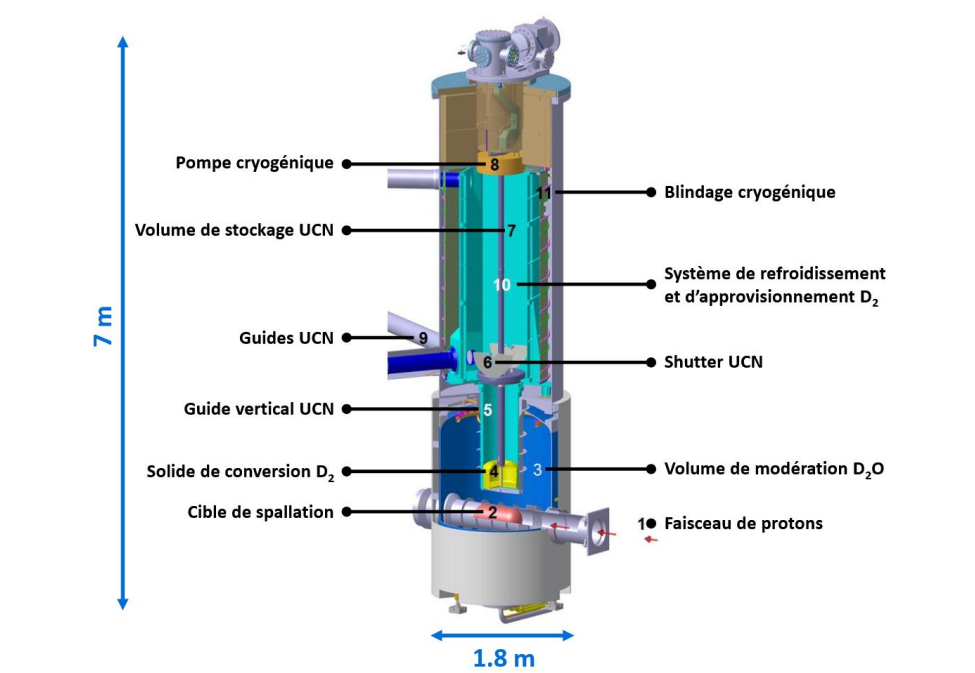 Pompe cryogénique
8
11
Blindage cryogénique
Volume de stockage UCN
7
10
Système de refroidissement
et d’approvisionnement D₂
7 m
Guides UCN
9
6
Shutter UCN
Guide vertical UCN
5
Solide de conversion D₂
4
3
Volume de modération D₂O
Cible de spallation
2
1
Faisceau de protons
1.8 m